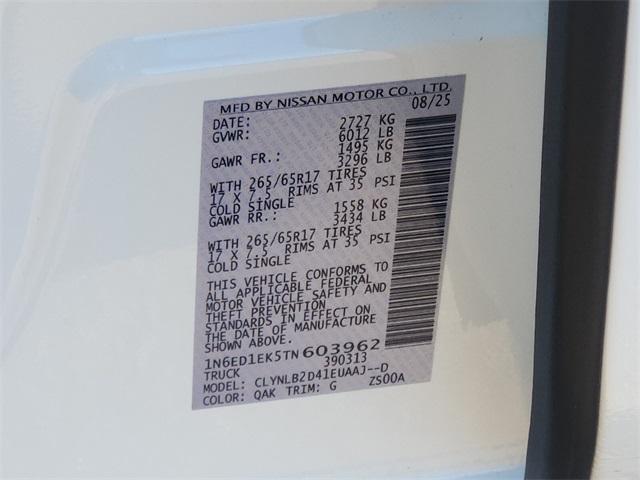 MFD BY NISSAN MOTOR CO., LTD.
DATE: 08/25
GVWR: 2727 KG
6012 LB
GAWR FR.: 1495 KG
3296 LB
WITH 265/65R17 TIRES
17 X 7.5 RIMS AT 35 PSI
COLD SINGLE
GAWR RR.: 1558 KG
3434 LB
WITH 265/65R17 TIRES
17 X 7.5 RIMS AT 35 PSI
COLD SINGLE
THIS VEHICLE CONFORMS TO
ALL APPLICABLE FEDERAL
MOTOR VEHICLE SAFETY AND
THEFT PREVENTION
STANDARDS IN EFFECT ON
THE DATE OF MANUFACTURE
SHOWN ABOVE.
1N6ED1EK5TN603962
TRUCK 390313
MODEL: CLYNLB2D41EUAAJ--D
COLOR: QAK TRIM: G ZS00A